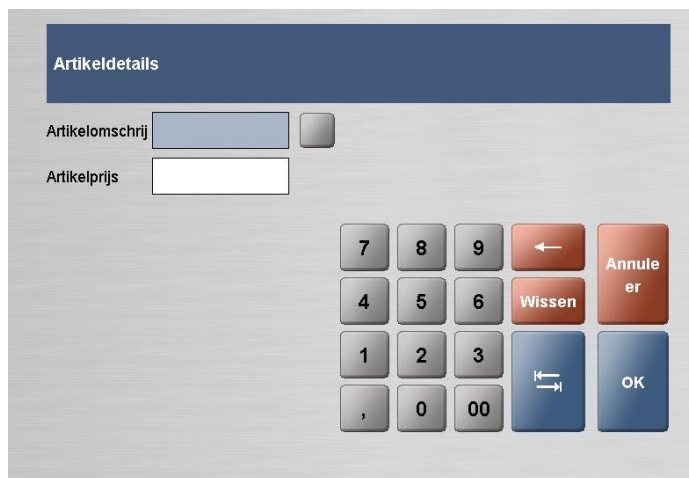 Artikeldetails
Artikelomschrij
Artikelprijs
7 8 9 ←
Annule
er
4 5 6 Wissen
1 2 3
OK
, 0 00